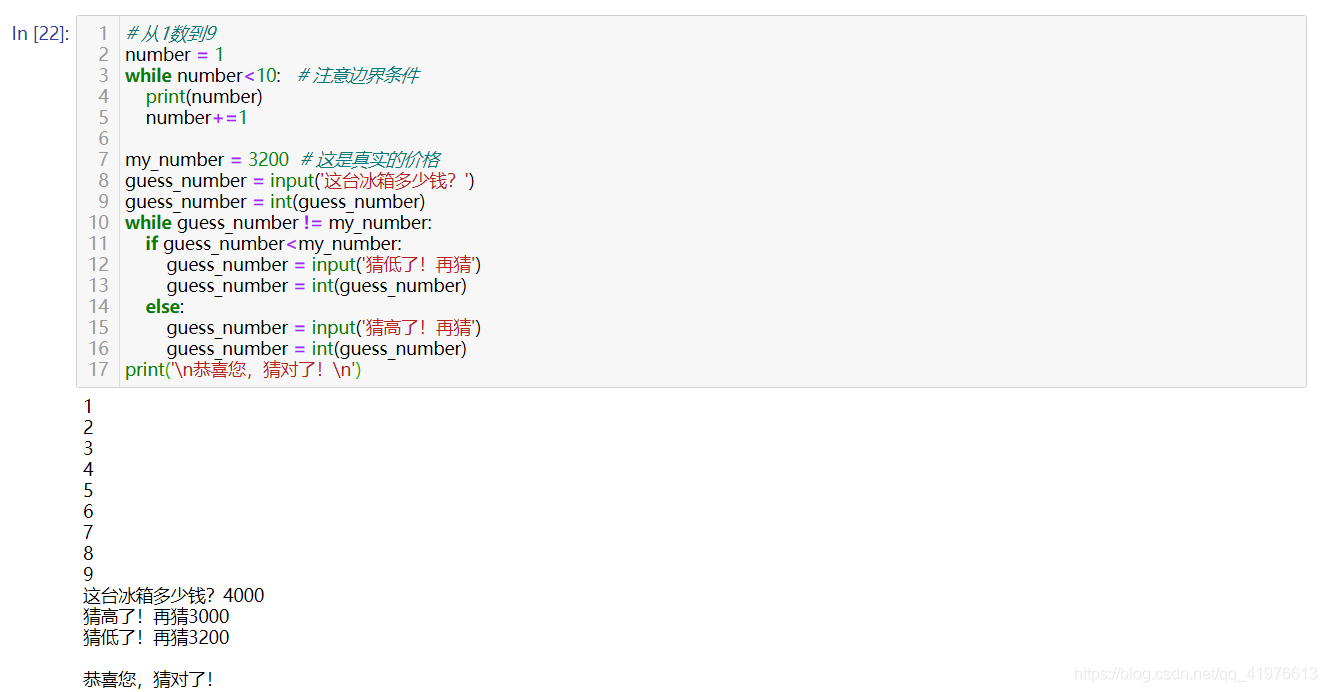 In [22]:
1 # 从1数到9
2 number = 1
3 while number<10:   # 注意边界条件
4     print(number)
5     number+=1
6
7 my_number = 3200  # 这是真实的价格
8 guess_number = input('这台冰箱多少钱？')
9 guess_number = int(guess_number)
10 while guess_number != my_number:
11     if guess_number<my_number:
12         guess_number = input('猜低了！再猜')
13         guess_number = int(guess_number)
14     else:
15         guess_number = input('猜高了！再猜')
16         guess_number = int(guess_number)
17 print('\n恭喜您，猜对了！\n')
1
2
3
4
5
6
7
8
9
这台冰箱多少钱？4000
猜高了！再猜3000
猜低了！再猜3200
恭喜您，猜对了！
https://blog.csdn.net/qq_41976613